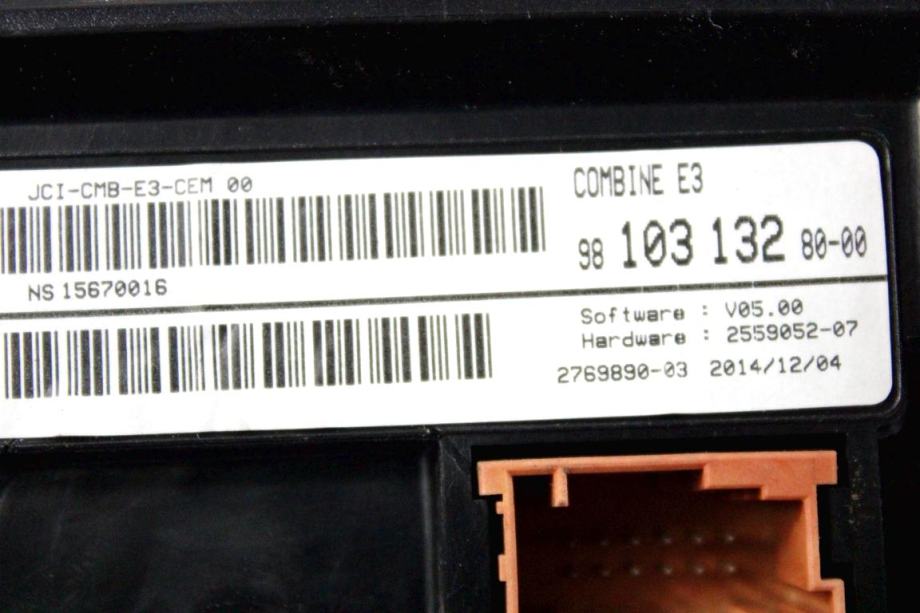 JCI-CMB-E3-CEM 00
COMBINE E3
98 103 132 80-00
NS 15670016
Software : V05.00
Hardware : 2559052-07
2769890-03 2014/12/04